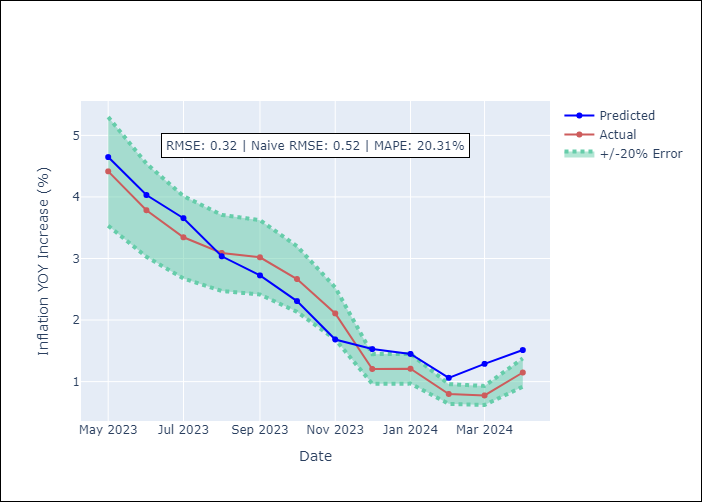 Predicted
Actual
+/-20% Error
RMSE: 0.32 | Naive RMSE: 0.52 | MAPE: 20.31%
5
4
3
2
1
Inflation YOY Increase (%)
May 2023 Jul 2023 Sep 2023 Nov 2023 Jan 2024 Mar 2024
Date